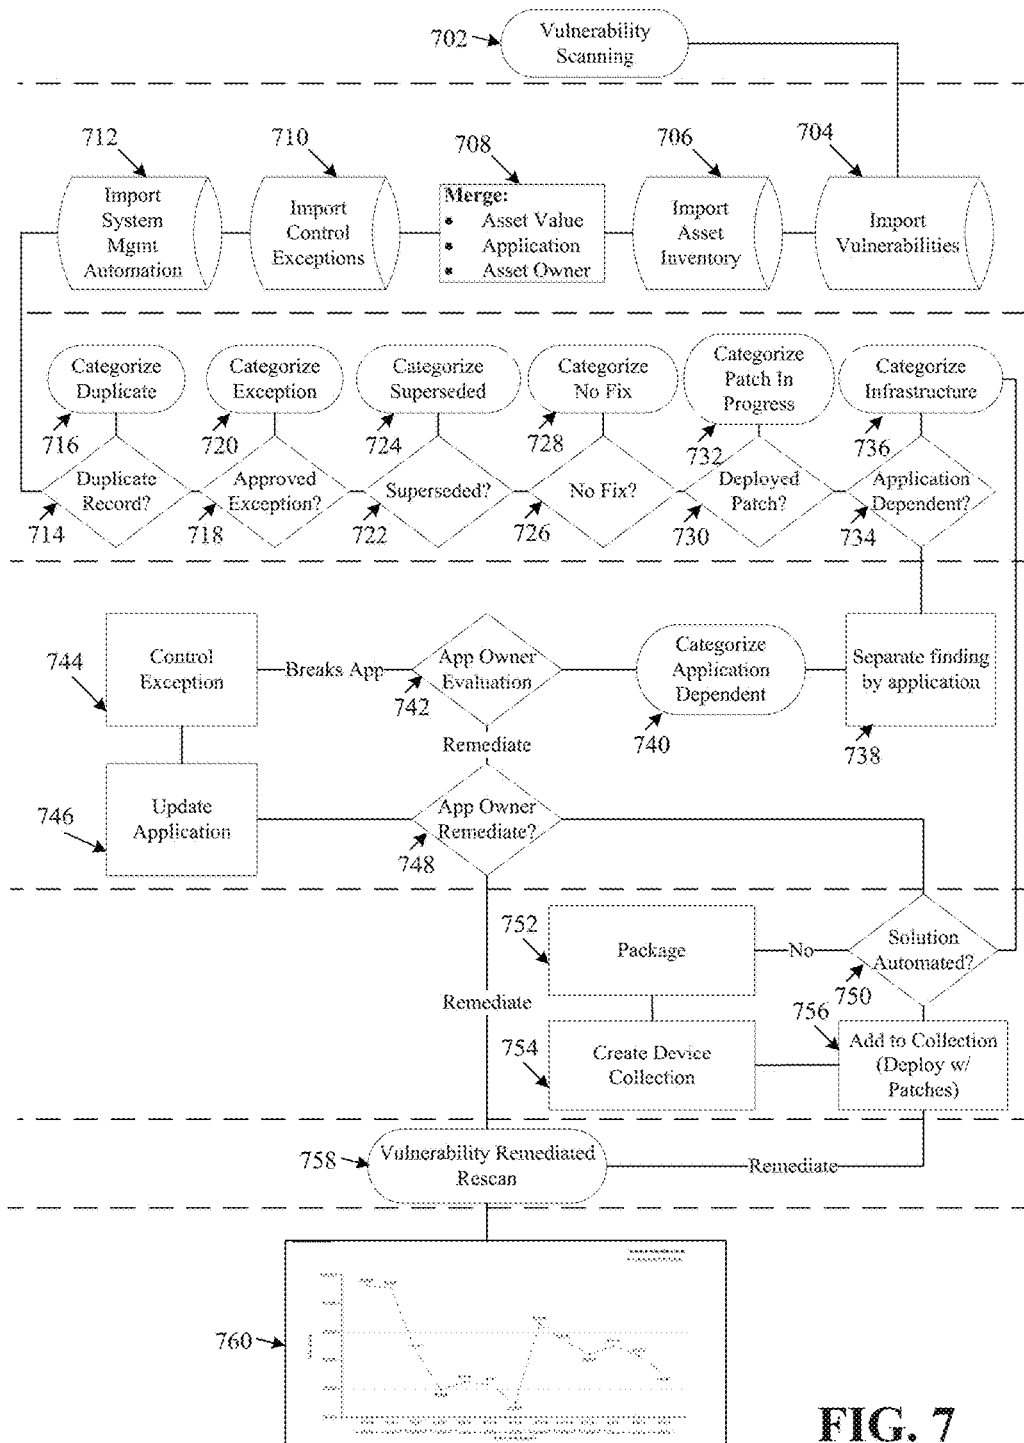 702
Vulnerability
Scanning
712
710
708
706
704
Import
System
Mgmt
Automation
Import
Control
Exceptions
Merge:
• Asset Value
• Application
• Asset Owner
Import
Asset
Inventory
Import
Vulnerabilities
Categorize
Duplicate
Categorize
Exception
Categorize
Superseded
Categorize
No Fix
Categorize
Patch In
Progress
Categorize
Infrastructure
716
720
724
728
732
736
Duplicate
Record?
Approved
Exception?
Superseded?
No Fix?
Deployed
Patch?
Application
Dependent?
714
718
722
726
730
734
744
Control
Exception
Breaks App
App Owner
Evaluation
742
Categorize
Application
Dependent
740
Separate finding
by application
738
Remediate
746
Update
Application
App Owner
Remediate?
748
752
Package
No
Solution
Automated?
750
Remediate
754
Create Device
Collection
756
Add to Collection
(Deploy w/
Patches)
758
Vulnerability Remediated
Rescan
Remediate
760
FIG. 7